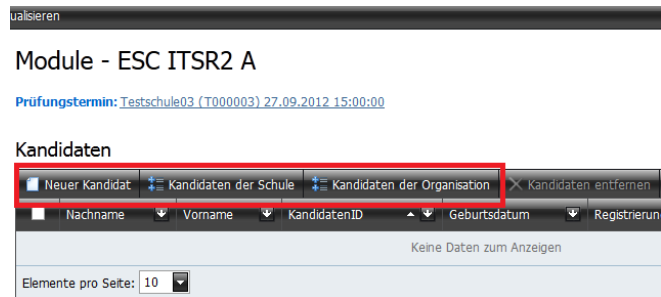 ualisieren
Module - ESC ITSR2 A
Prüfungstermin: Testschule03 (T000003) 27.09.2012 15:00:00
Kandidaten
Neuer Kandidat Kandidaten der Schule Kandidaten der Organisation Kandidaten entfernen
Nachname Vorname KandidatenID Geburtsdatum Registrierun
Keine Daten zum Anzeigen
Elemente pro Seite: 10